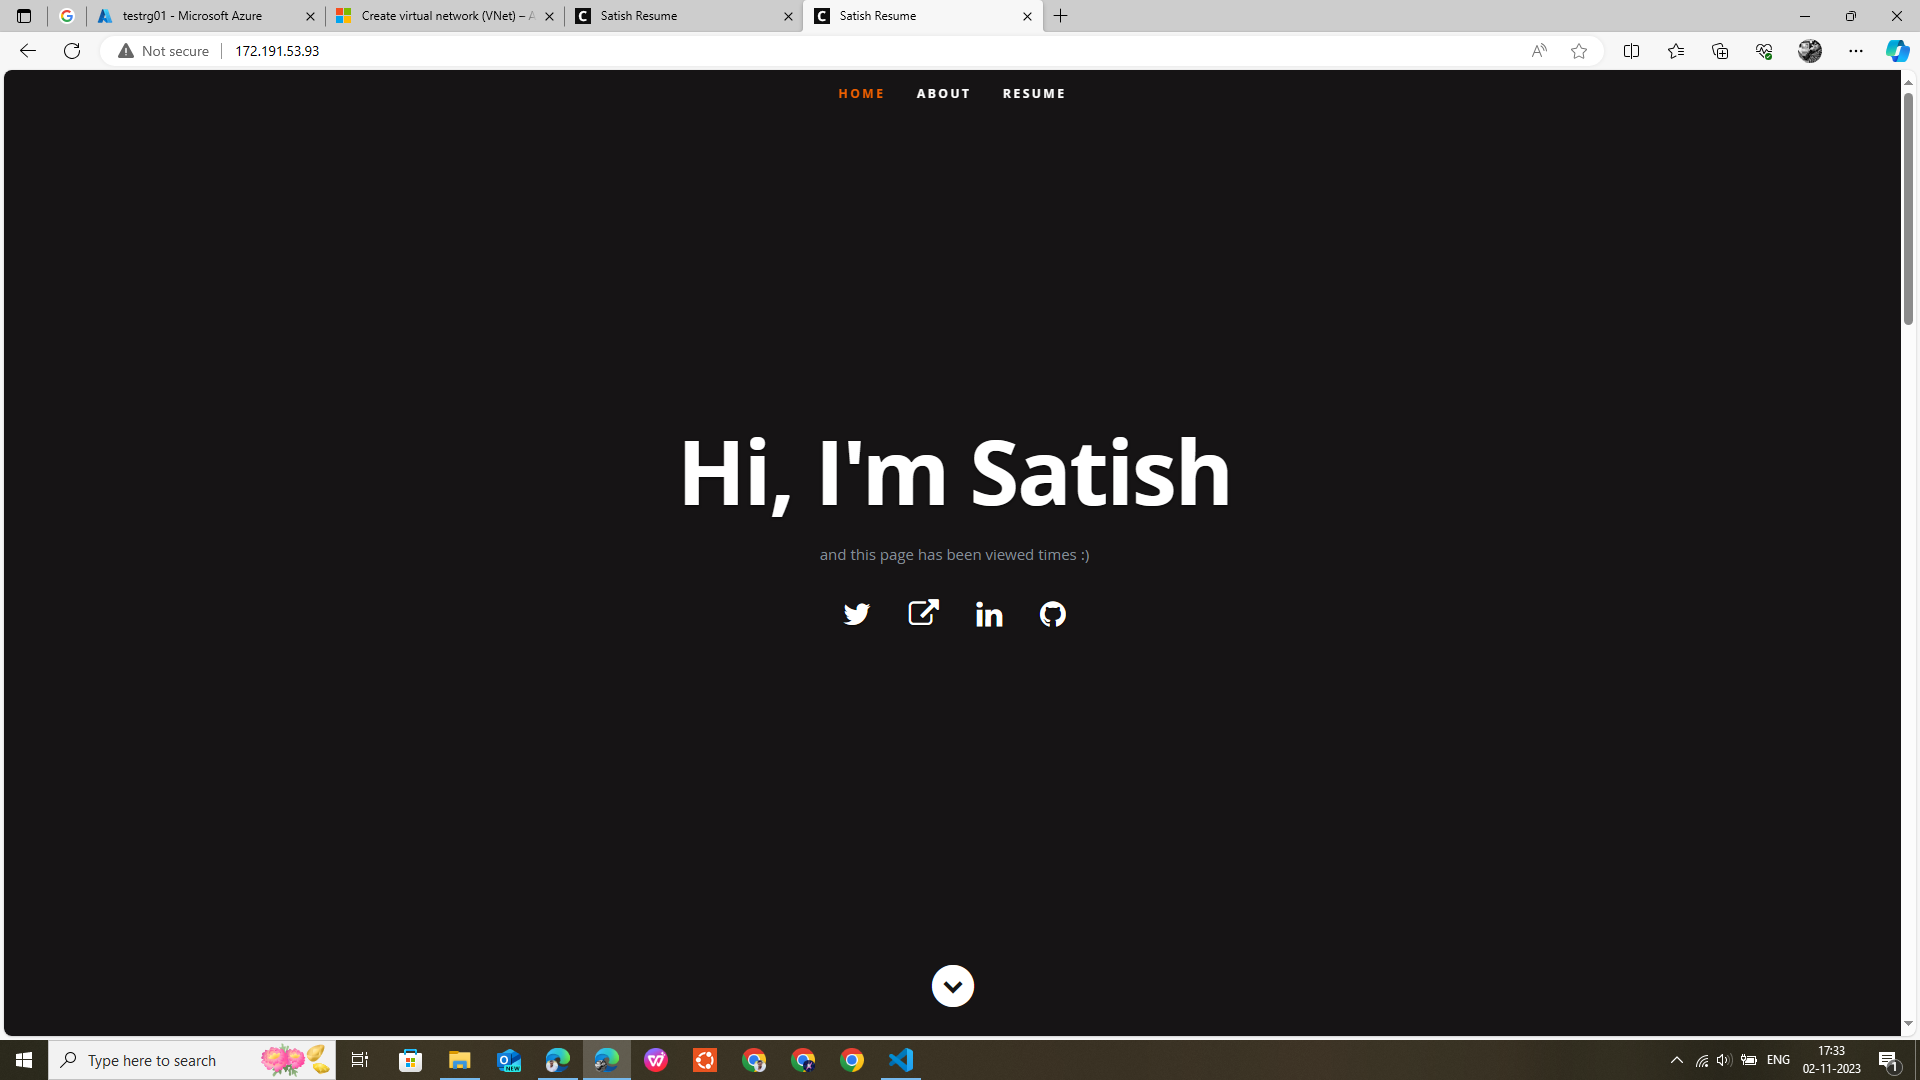 testrg01 - Microsoft Azure
Create virtual network (VNet) – A
Satish Resume
Satish Resume
Not secure
172.191.53.93
HOME
ABOUT
RESUME
Hi, I'm Satish
and this page has been viewed times :)
Type here to search
NEW
ENG
17:33
02-11-2023
1